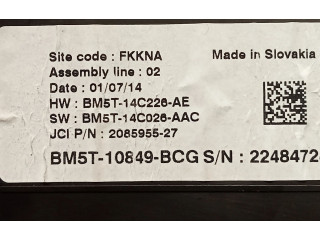 Site code : FKKNA
Made in Slovakia
Assembly line : 02
Date : 01/07/14
HW : BM5T-14C226-AE
SW : BM5T-14C026-AAC
JCI P/N : 2085955-27
BM5T-10849-BCG S/N : 2248472